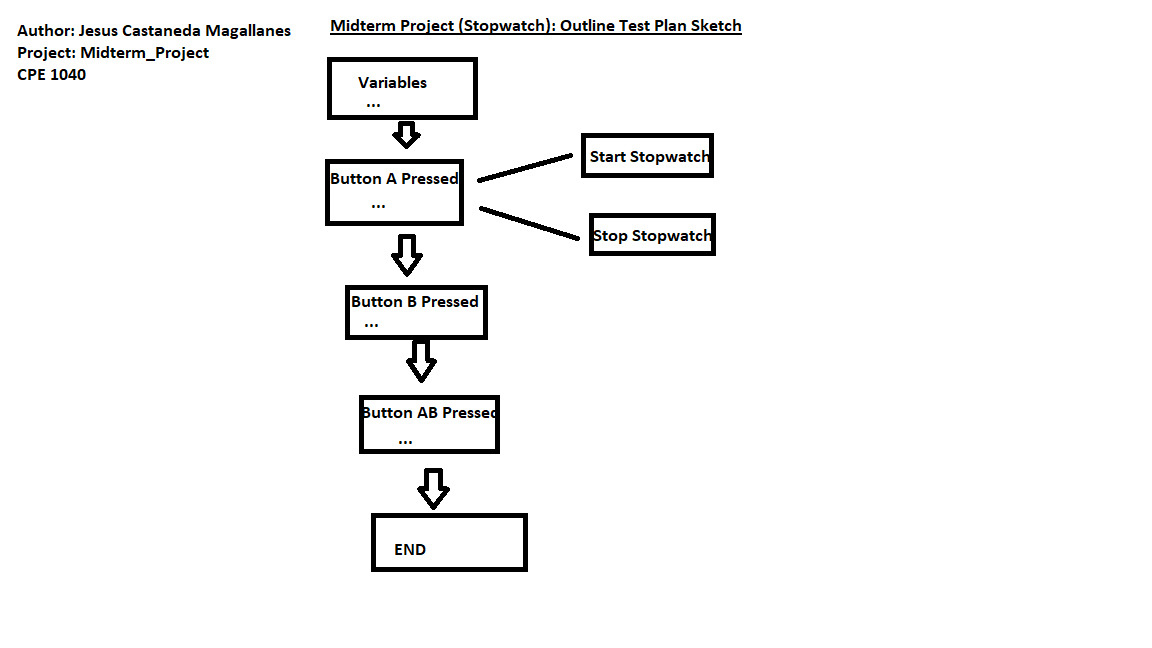 Author: Jesus Castaneda Magallanes
Project: Midterm_Project
CPE 1040
Midterm Project (Stopwatch): Outline Test Plan Sketch
Variables
...
Button A Pressed
...
Start Stopwatch
Stop Stopwatch
Button B Pressed
...
Button AB Pressed
...
END